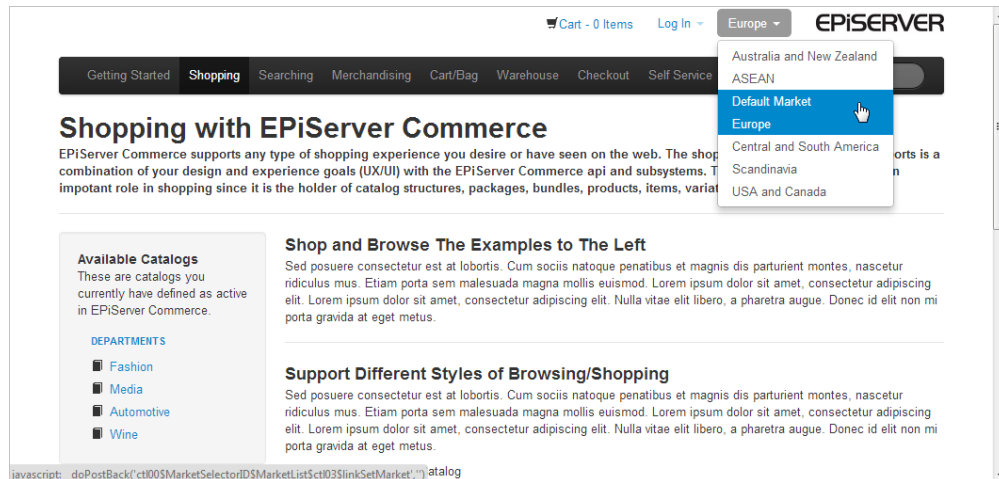 Cart - 0 Items Log In Europe EPiSERVER
Australia and New Zealand
ASEAN
Default Market
Europe
Central and South America
Scandinavia
USA and Canada
Getting Started Shopping Searching Merchandising Cart/Bag Warehouse Checkout Self Service
Shopping with EPiServer Commerce
EPiServer Commerce supports any type of shopping experience you desire or have seen on the web. The shop orts is a
combination of your design and experience goals (UX/UI) with the EPiServer Commerce api and subsystems. T n
impotant role in shopping since it is the holder of catalog structures, packages, bundles, products, items, variat
Available Catalogs
These are catalogs you
currently have defined as active
in EPiServer Commerce.
DEPARTMENTS
Fashion
Media
Automotive
Wine
Shop and Browse The Examples to The Left
Sed posuere consectetur est at lobortis. Cum sociis natoque penatibus et magnis dis parturient montes, nascetur
ridiculus mus. Etiam porta sem malesuada magna mollis euismod. Lorem ipsum dolor sit amet, consectetur adipiscing
elit. Lorem ipsum dolor sit amet, consectetur adipiscing elit. Nulla vitae elit libero, a pharetra augue. Donec id elit non mi
porta gravida at eget metus.
Support Different Styles of Browsing/Shopping
Sed posuere consectetur est at lobortis. Cum sociis natoque penatibus et magnis dis parturient montes, nascetur
ridiculus mus. Etiam porta sem malesuada magna mollis euismod. Lorem ipsum dolor sit amet, consectetur adipiscing
elit. Lorem ipsum dolor sit amet, consectetur adipiscing elit. Nulla vitae elit libero, a pharetra augue. Donec id elit non mi
porta gravida at eget metus.
atalog
javascript:__doPostBack('ctl00$MarketSelectorID$MarketList$ctl03$linkSetMarket','')